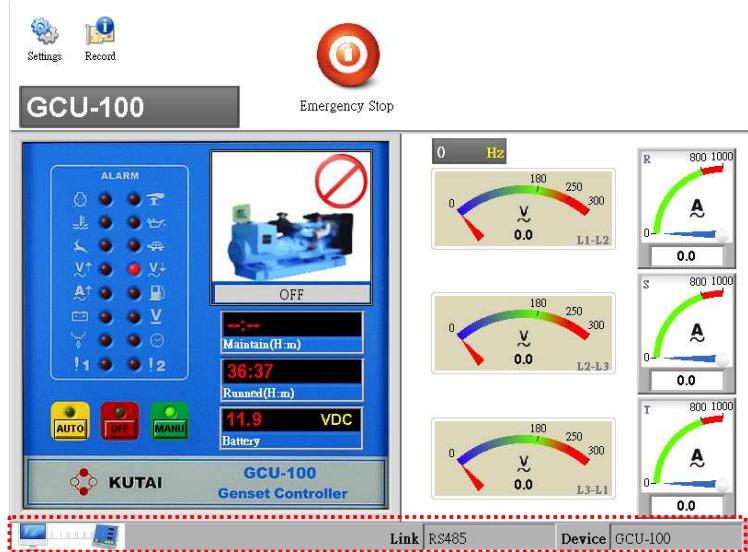 Settings Record
Emergency Stop
GCU-100
ALARM
V↑ V↓
A↑
V
!1 !2
OFF
--:--
Maintain(H:m)
36:37
Runned(H:m)
11.9 VDC
Battery
AUTO OFF MANU
KUTAI
GCU-100
Genset Controller
0 Hz
0 180 250 300
V
0.0
L1-L2
0 180 250 300
V
0.0
L2-L3
0 180 250 300
V
0.0
L3-L1
R 800 1000
A
0
0.0
S 800 1000
A
0
0.0
T 800 1000
A
0
0.0
Link RS485 Device GCU-100